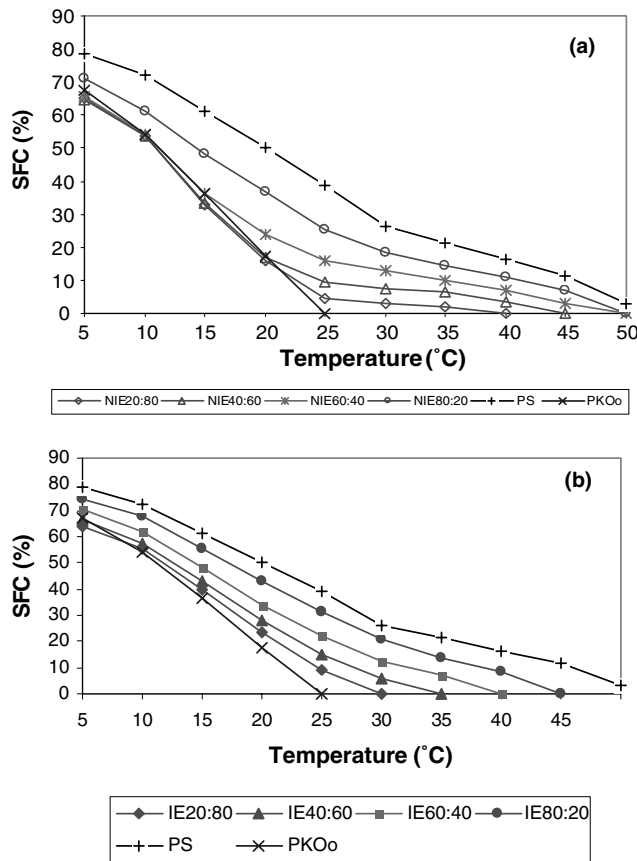 (a)
SFC (%)
90
80
70
60
50
40
30
20
10
0
5 10 15 20 25 30 35 40 45 50
Temperature (˚C)
NIE20:80 NIE40:60 NIE60:40 NIE80:20 PS PKOo
(b)
SFC (%)
90
80
70
60
50
40
30
20
10
0
5 10 15 20 25 30 35 40 45
Temperature (˚C)
IE20:80 IE40:60 IE60:40 IE80:20
PS PKOo